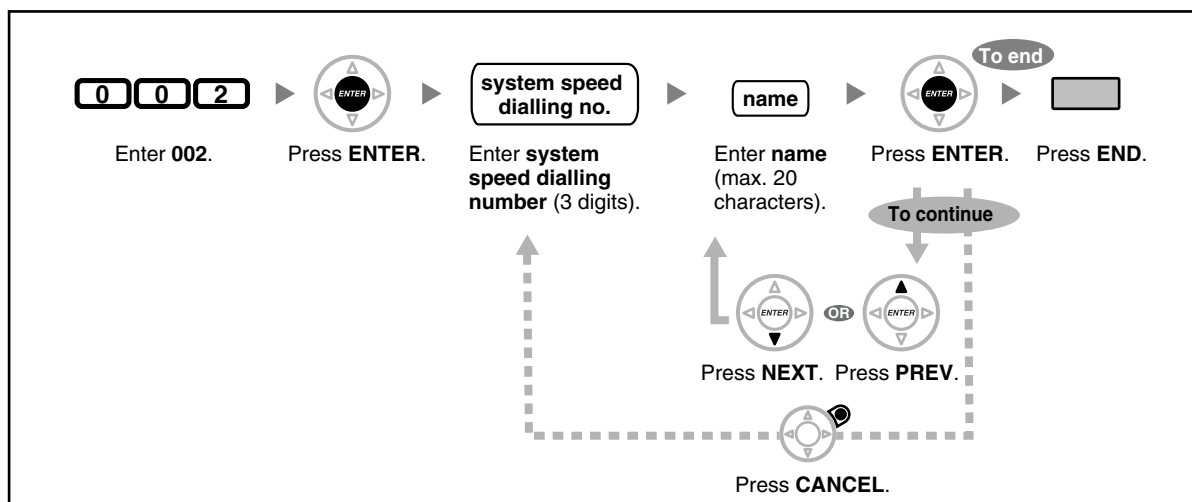 To end
0 0 2
ENTER
system speed
dialling no.
name
ENTER
Enter 002.
Press ENTER.
Enter system
speed dialling
number (3 digits).
Enter name
(max. 20
characters).
Press ENTER.
Press END.
To continue
ENTER
OR
ENTER
Press NEXT.
Press PREV.
Press CANCEL.